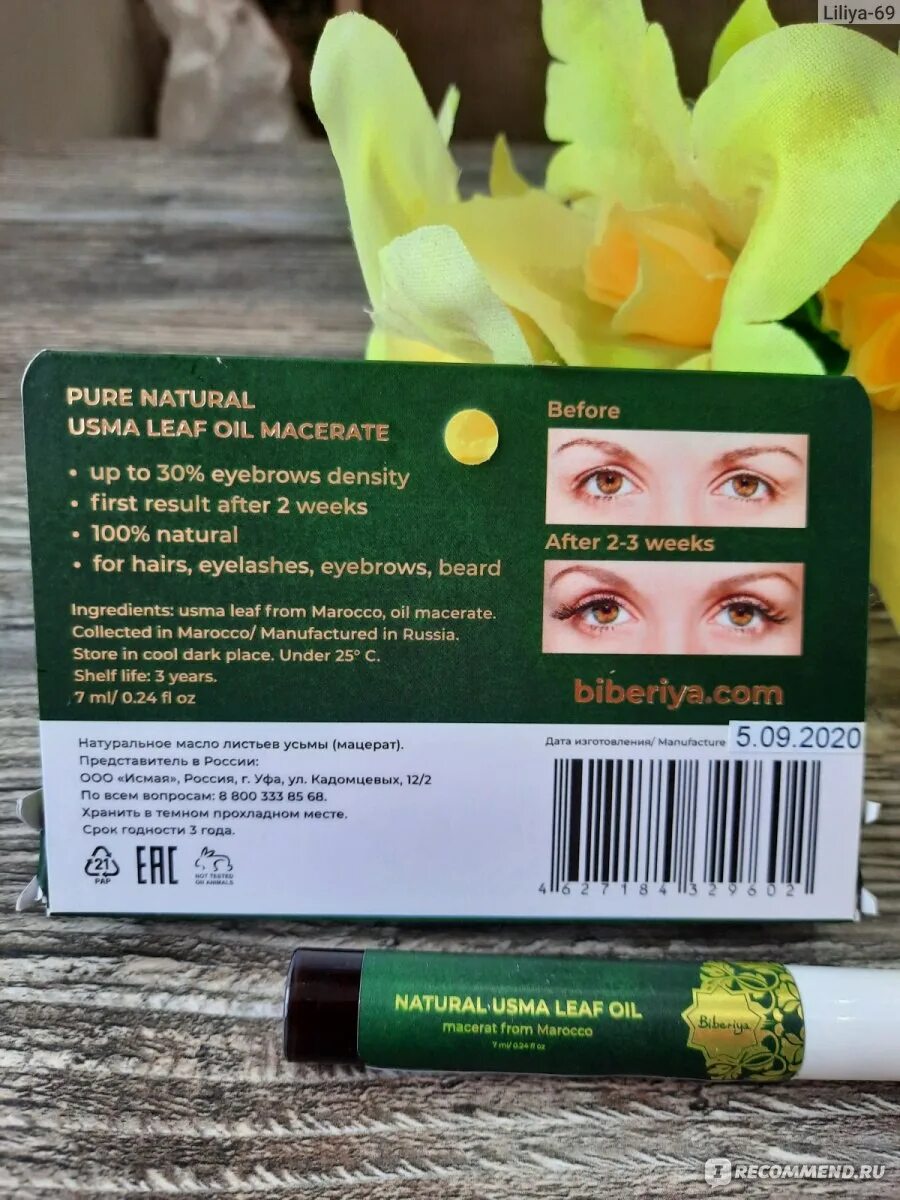 Liliya-69
PURE NATURAL
USMA LEAF OIL MACERATE
• up to 30% eyebrows density
• first result after 2 weeks
• 100% natural
• for hairs, eyelashes, eyebrows, beard
Ingredients: usma leaf from Marocco, oil macerate.
Collected in Marocco/ Manufactured in Russia.
Store in cool dark place. Under 25° C.
Shelf life: 3 years.
7 ml/ 0.24 fl oz
Before
After 2-3 weeks
biberiya.com
Натуральное масло листьев усьмы (мацерат).
Представитель в России:
ООО «Исмая», Россия, г. Уфа, ул. Кадомцевых, 12/2
По всем вопросам: 8 800 333 85 68.
Хранить в темном прохладном месте.
Срок годности 3 года.
21
PAP
EAC
NOT TESTED
ON ANIMALS
Дата изготовления/ Manufacture 5.09.2020
4627184329602
NATURAL USMA LEAF OIL
macerat from Marocco
7 ml/ 0.24 fl oz
Biberiya
I RECOMMEND.RU